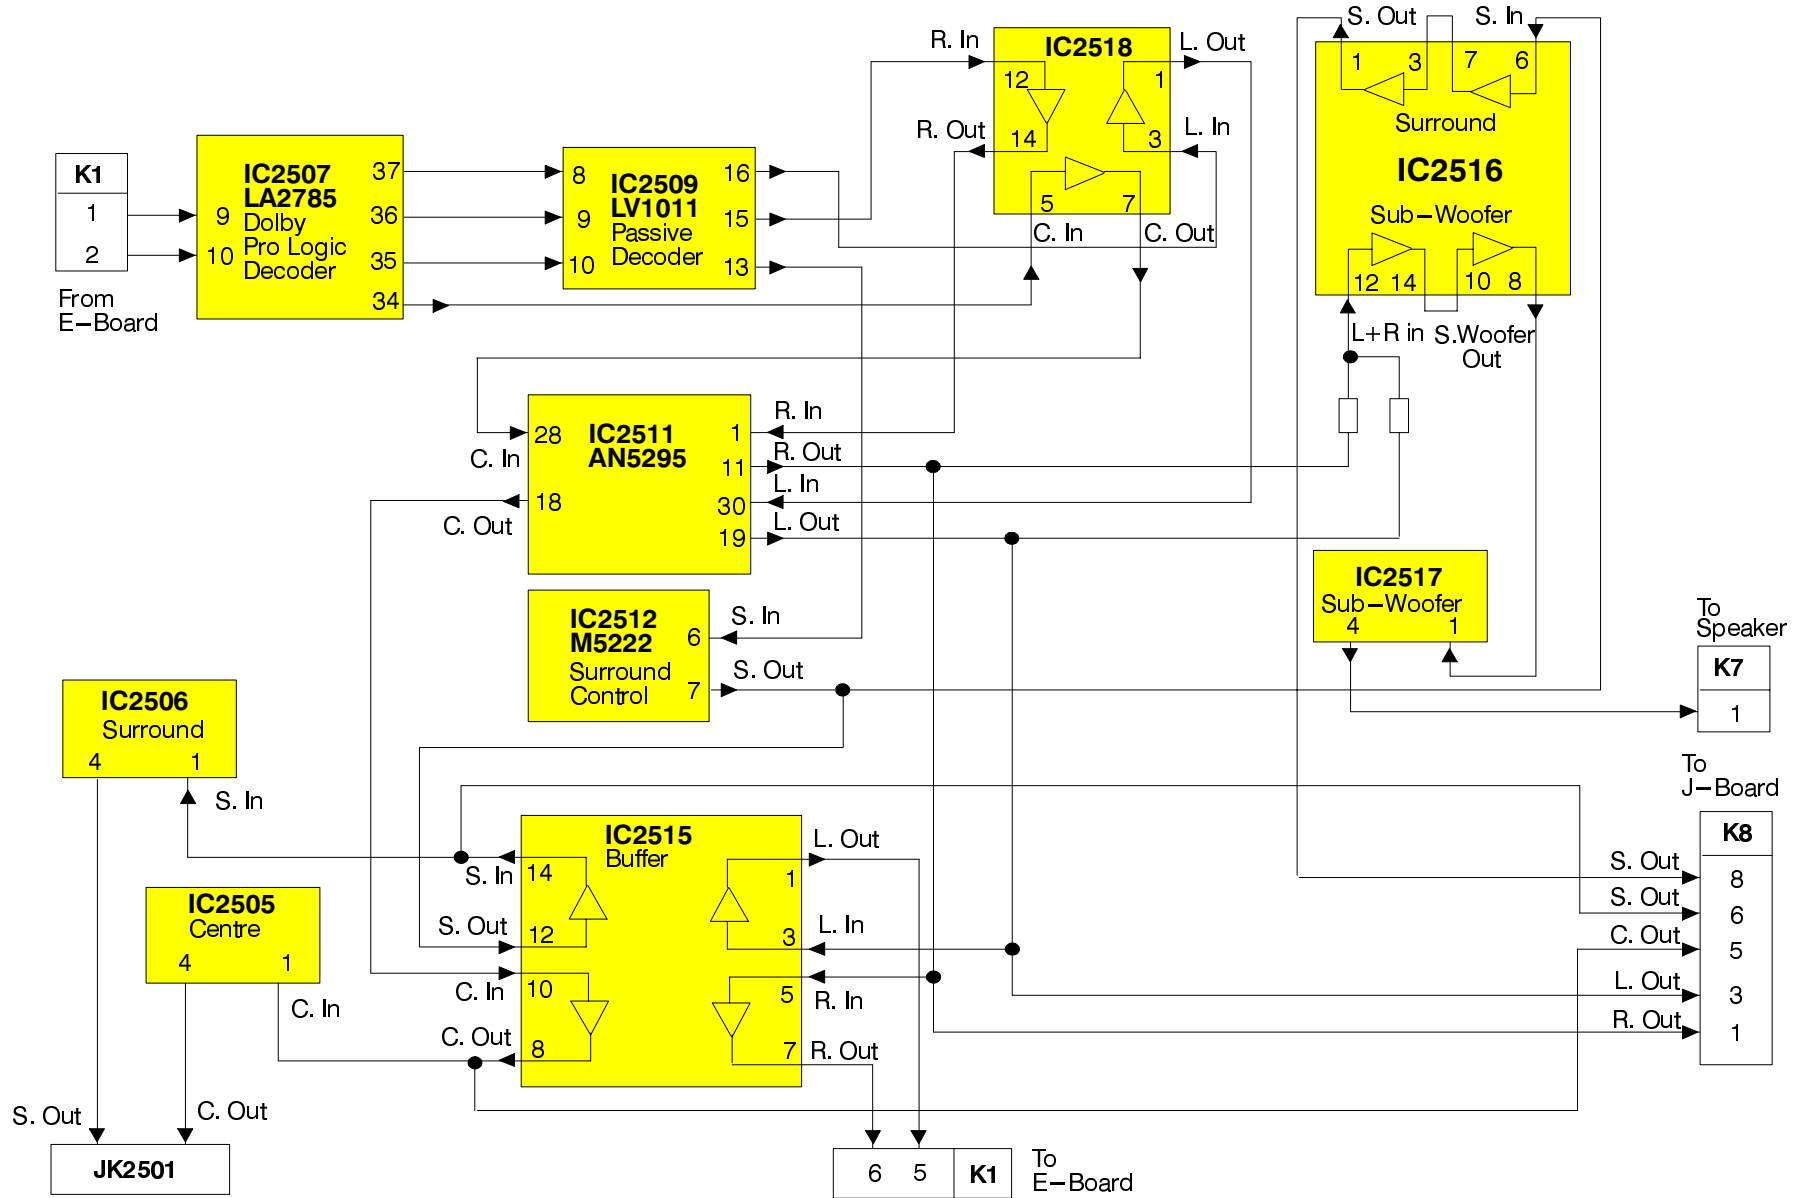 S. Out
S. In
R. In
IC2518
L. Out
12
1
1
3
7
6
R. Out
14
3
L. In
Surround
IC2516
5
7
C. In
C. Out
Sub-Woofer
12
14
10
8
L+R in
S.Woofer
Out
K1
1
2
From
E-Board
IC2507
LA2785
Dolby
Pro Logic
Decoder
9
10
37
36
35
34
IC2509
LV1011
Passive
Decoder
8
9
10
16
15
13
28
C. In
18
C. Out
IC2511
AN5295
1
11
30
19
R. In
R. Out
L. In
L. Out
IC2512
M5222
Surround
Control
6
7
S. In
S. Out
IC2517
Sub-Woofer
4
1
To
Speaker
K7
1
IC2506
Surround
4
1
S. In
IC2505
Centre
4
1
C. In
IC2515
Buffer
S. In
14
S. Out
12
C. In
10
C. Out
8
1
L. Out
3
L. In
5
R. In
7
R. Out
To
J-Board
K8
S. Out
8
S. Out
6
C. Out
5
L. Out
3
R. Out
1
S. Out
C. Out
JK2501
6
5
K1
To
E-Board